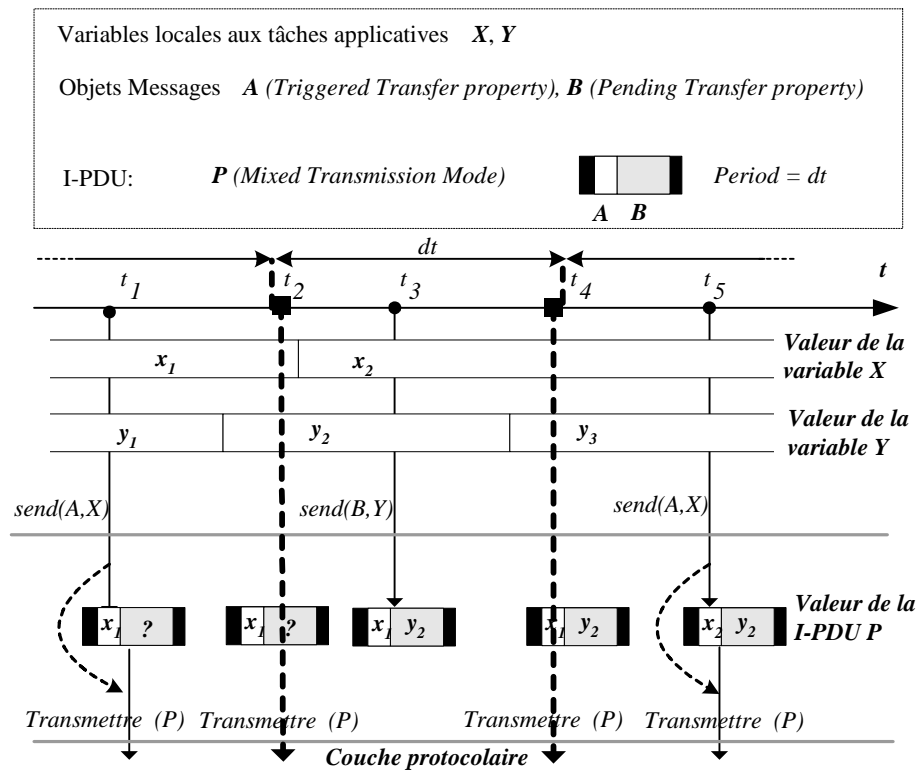 Variables locales aux tâches applicatives X, Y
Objets Messages A (Triggered Transfer property), B (Pending Transfer property)
I-PDU: P (Mixed Transmission Mode) Period = dt
A B
dt
t1 t2 t3 t4 t5 t
x1 x2 Valeur de la
variable X
y1 y2 y3 Valeur de la
variable Y
send(A,X) send(B,Y) send(A,X)
x1 ? x1 ? x1 y2 x1 y2 x2 y2 Valeur de la
I-PDU P
Transmettre (P) Transmettre (P) Transmettre (P) Transmettre (P)
Couche protocolaire